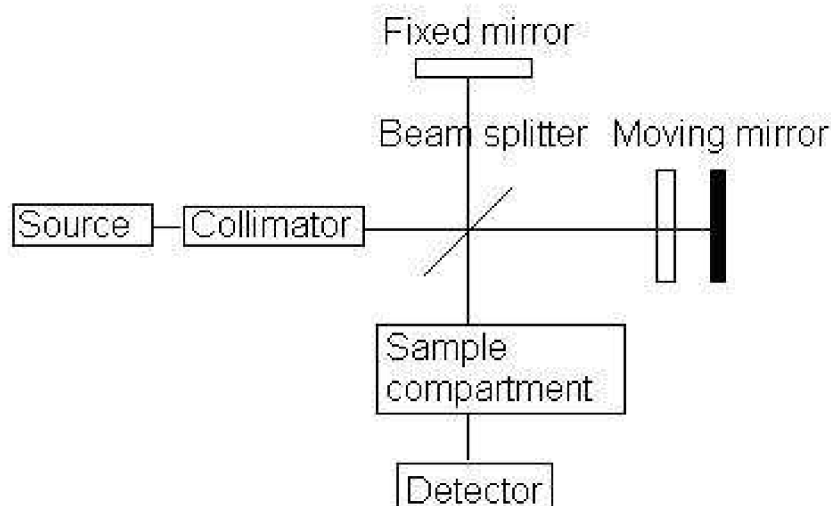 Fixed mirror
Beam splitter
Moving mirror
Source
Collimator
Sample
compartment
Detector